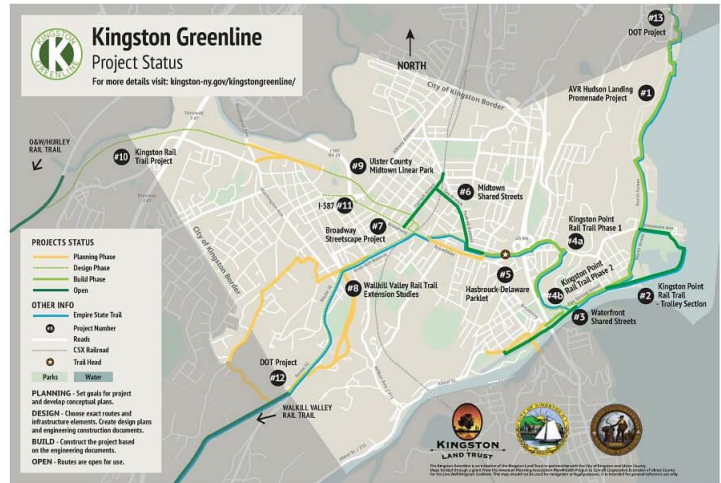 KINGSTON
GREENLINE
Kingston Greenline
Project Status
For more details visit: kingston-ny.gov/kingstongreenline/
NORTH
City of Kingston Border
#13
DOT Project
AVR Hudson Landing
Promenade Project
#1
O&W/HURLEY
RAIL TRAIL
#10
Kingston Rail
Trail Project
#9
Ulster County
Midtown Linear Park
#6
Midtown
Shared Streets
I-587
#11
#7
Broadway
Streetscape Project
Kingston Point
Rail Trail Phase 1
#4a
City of Kingston Border
#8
Wallkill Valley Rail Trail
Extension Studies
#5
Hasbrouck-Delaware
Parklet
Kingston Point
Rail Trail Phase 2
#4b
#2
Kingston Point
Rail Trail
- Trolley Section
#3
Waterfront
Shared Streets
DOT Project
#12
WALKILL VALLEY
RAIL TRAIL
PROJECTS STATUS
Planning Phase
Design Phase
Build Phase
Open
OTHER INFO
Empire State Trail
Project Number
Roads
CSX Railroad
Trail Head
Parks
Water
PLANNING - Set goals for project
and develop conceptual plans.
DESIGN - Choose exact routes and
infrastructure elements. Create design plans
and engineering construction documents.
BUILD - Construct the project based
on the engineering documents.
OPEN - Routes are open for use.
KINGSTON
LAND TRUST